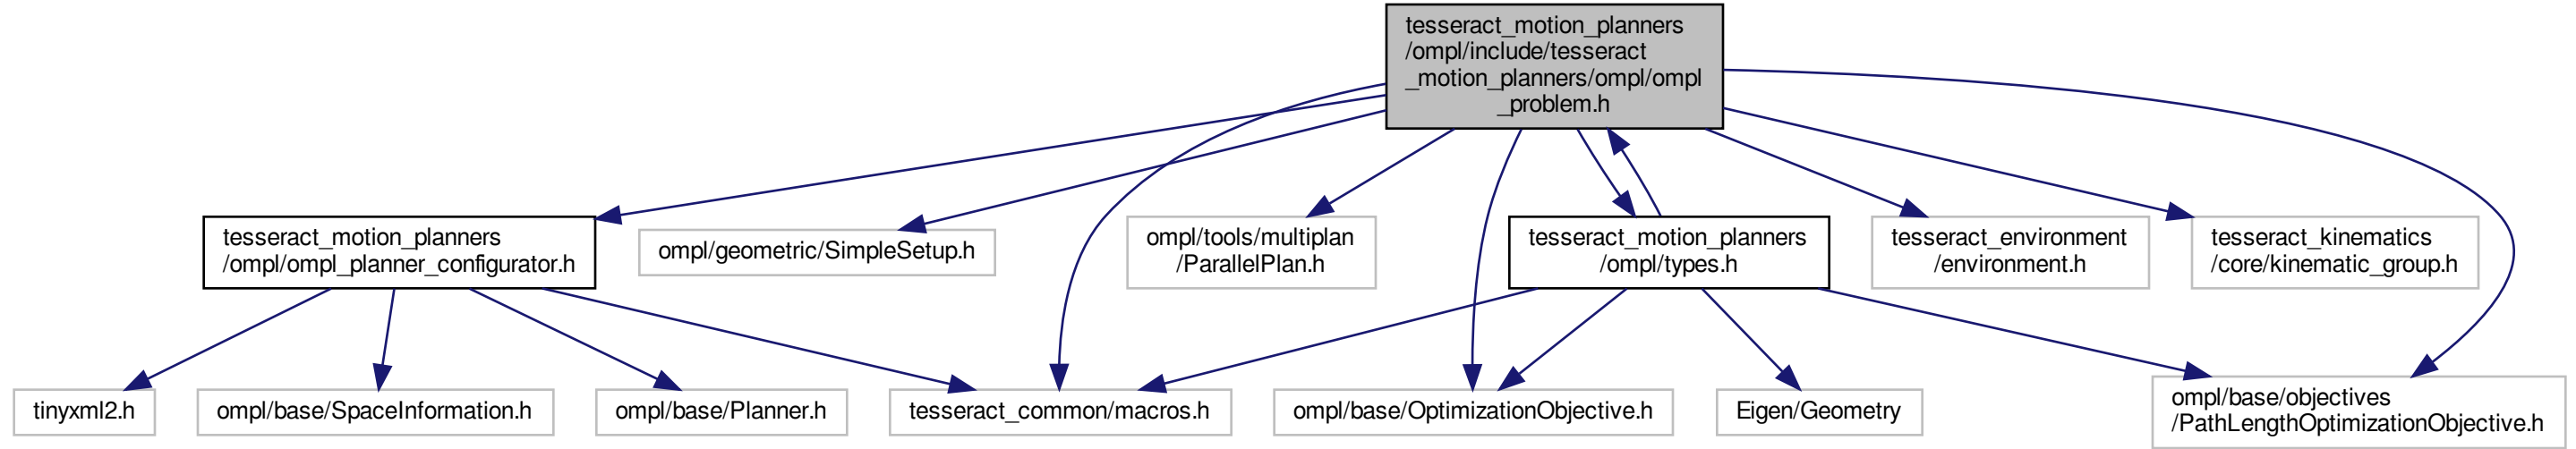 tesseract_motion_planners
/ompl/include/tesseract
_motion_planners/ompl/ompl
_problem.h
tesseract_motion_planners
/ompl/ompl_planner_configurator.h
ompl/geometric/SimpleSetup.h
ompl/tools/multiplan
/ParallelPlan.h
tesseract_motion_planners
/ompl/types.h
tesseract_environment
/environment.h
tesseract_kinematics
/core/kinematic_group.h
tinyxml2.h
ompl/base/SpaceInformation.h
ompl/base/Planner.h
tesseract_common/macros.h
ompl/base/OptimizationObjective.h
Eigen/Geometry
ompl/base/objectives
/PathLengthOptimizationObjective.h